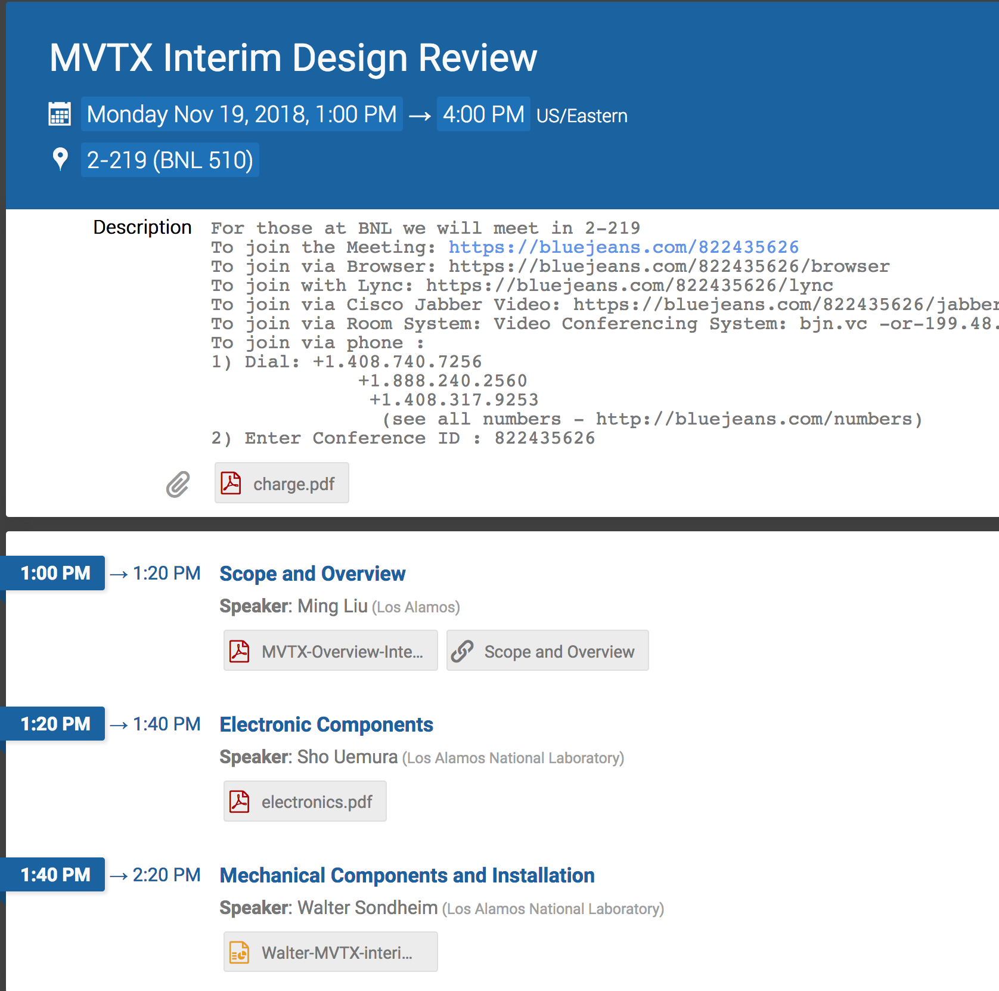 MVTX Interim Design Review
Monday Nov 19, 2018, 1:00 PM → 4:00 PM US/Eastern
2-219 (BNL 510)
Description
For those at BNL we will meet in 2-219
To join the Meeting: https://bluejeans.com/822435626
To join via Browser: https://bluejeans.com/822435626/browser
To join with Lync: https://bluejeans.com/822435626/lync
To join via Cisco Jabber Video: https://bluejeans.com/822435626/jabber
To join via Room System: Video Conferencing System: bjn.vc -or-199.48.
To join via phone :
1) Dial: +1.408.740.7256
+1.888.240.2560
+1.408.317.9253
(see all numbers - http://bluejeans.com/numbers)
2) Enter Conference ID : 822435626
charge.pdf
1:00 PM → 1:20 PM Scope and Overview
Speaker: Ming Liu (Los Alamos)
MVTX-Overview-Inte... Scope and Overview
1:20 PM → 1:40 PM Electronic Components
Speaker: Sho Uemura (Los Alamos National Laboratory)
electronics.pdf
1:40 PM → 2:20 PM Mechanical Components and Installation
Speaker: Walter Sondheim (Los Alamos National Laboratory)
Walter-MVTX-interi...